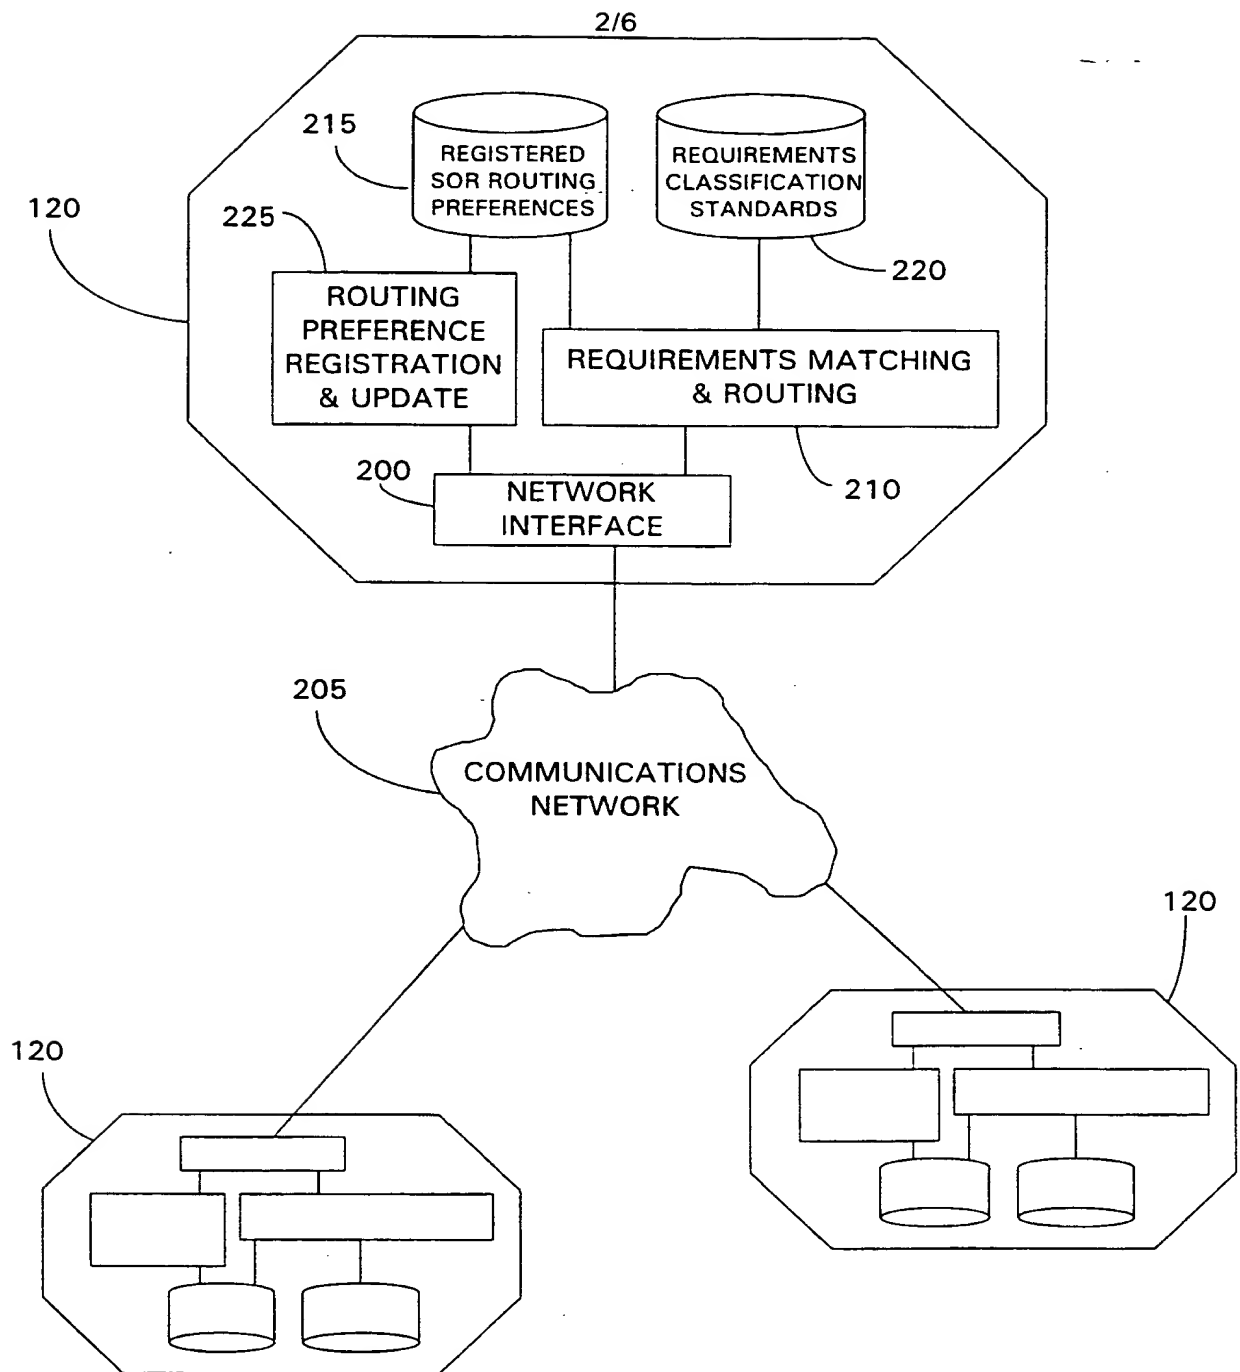 2/6
215
REGISTERED
SOR ROUTING
PREFERENCES
REQUIREMENTS
CLASSIFICATION
STANDARDS
120
225
220
ROUTING
PREFERENCE
REGISTRATION
& UPDATE
REQUIREMENTS MATCHING
& ROUTING
200
210
NETWORK
INTERFACE
205
COMMUNICATIONS
NETWORK
120
120